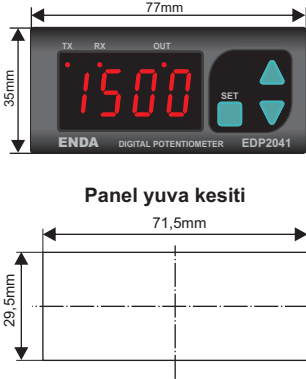 77mm
35mm
TX RX OUT
1500
SET
ENDA DIGITAL POTENTIOMETER EDP2041
Panel yuva kesiti
71,5mm
29,5mm